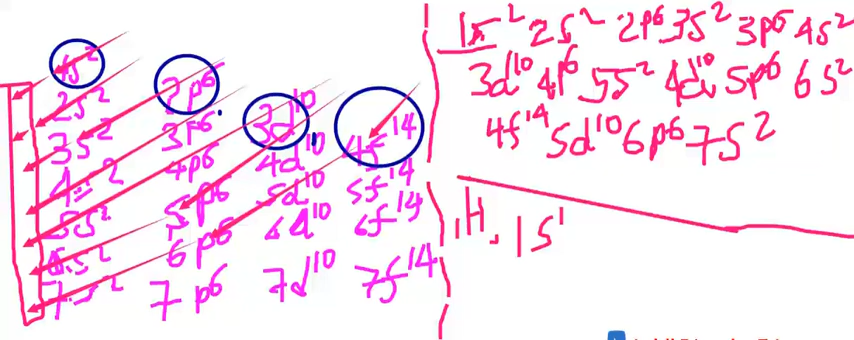 1s² 2s² 2p⁶ 3s² 3p⁶ 4s²
3d¹⁰ 4p⁶ 5s² 4d¹⁰ 5p⁶ 6s²
4f¹⁴ 5d¹⁰ 6p⁶ 7s²
₁H, 1s¹
1s²
2s² 2p⁶
3s² 3p⁶ 3d¹⁰
4s² 4p⁶ 4d¹⁰ 4f¹⁴
5s² 5p⁶ 5d¹⁰ 5f¹⁴
6s² 6p⁶ 6d¹⁰ 6f¹⁴
7s² 7p⁶ 7d¹⁰ 7f¹⁴